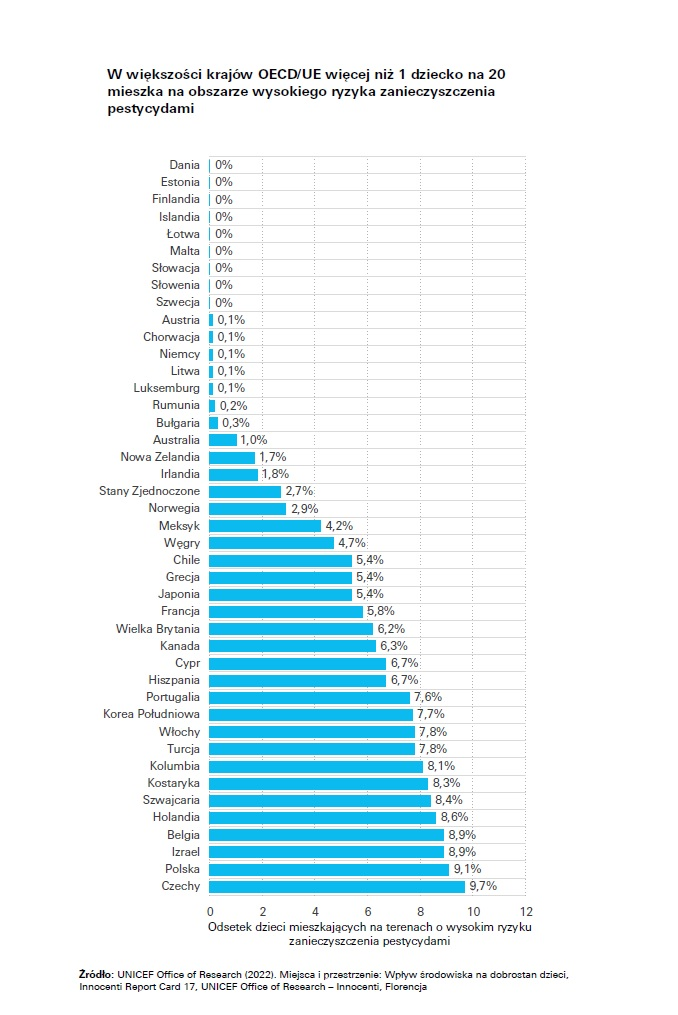 W większości krajów OECD/UE więcej niż 1 dziecko na 20
mieszka na obszarze wysokiego ryzyka zanieczyszczenia
pestycydami
Dania 0%
Estonia 0%
Finlandia 0%
Islandia 0%
Łotwa 0%
Malta 0%
Słowacja 0%
Słowenia 0%
Szwecja 0%
Austria 0,1%
Chorwacja 0,1%
Niemcy 0,1%
Litwa 0,1%
Luksemburg 0,1%
Rumunia 0,2%
Bułgaria 0,3%
Australia 1,0%
Nowa Zelandia 1,7%
Irlandia 1,8%
Stany Zjednoczone 2,7%
Norwegia 2,9%
Meksyk 4,2%
Węgry 4,7%
Chile 5,4%
Grecja 5,4%
Japonia 5,4%
Francja 5,8%
Wielka Brytania 6,2%
Kanada 6,3%
Cypr 6,7%
Hiszpania 6,7%
Portugalia 7,6%
Korea Południowa 7,7%
Włochy 7,8%
Turcja 7,8%
Kolumbia 8,1%
Kostaryka 8,3%
Szwajcaria 8,4%
Holandia 8,6%
Belgia 8,9%
Izrael 8,9%
Polska 9,1%
Czechy 9,7%
0 2 4 6 8 10 12
Odsetek dzieci mieszkających na terenach o wysokim ryzyku
zanieczyszczenia pestycydami
Źródło: UNICEF Office of Research (2022). Miejsca i przestrzenie: Wpływ środowiska na dobrostan dzieci,
Innocenti Report Card 17, UNICEF Office of Research – Innocenti, Florencja